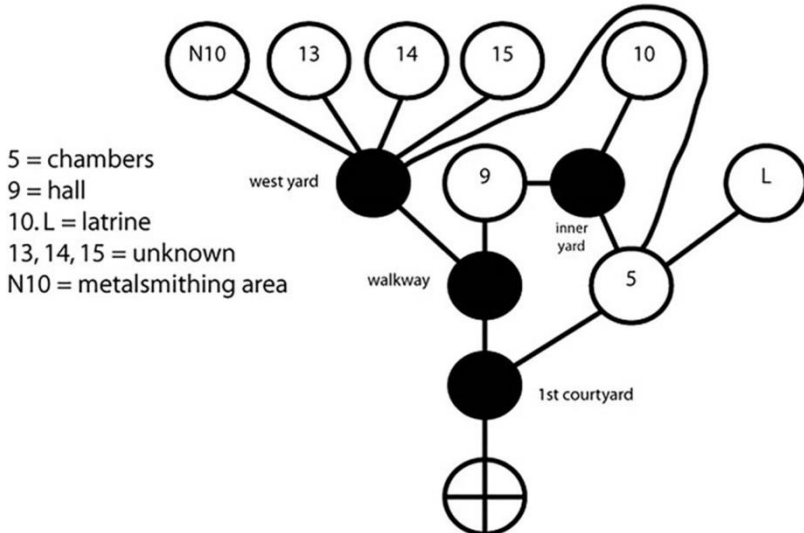 N10
13
14
15
10
5 = chambers
9 = hall
10. L = latrine
13, 14, 15 = unknown
N10 = metalsmithing area
west yard
9
inner
yard
L
walkway
5
1st courtyard